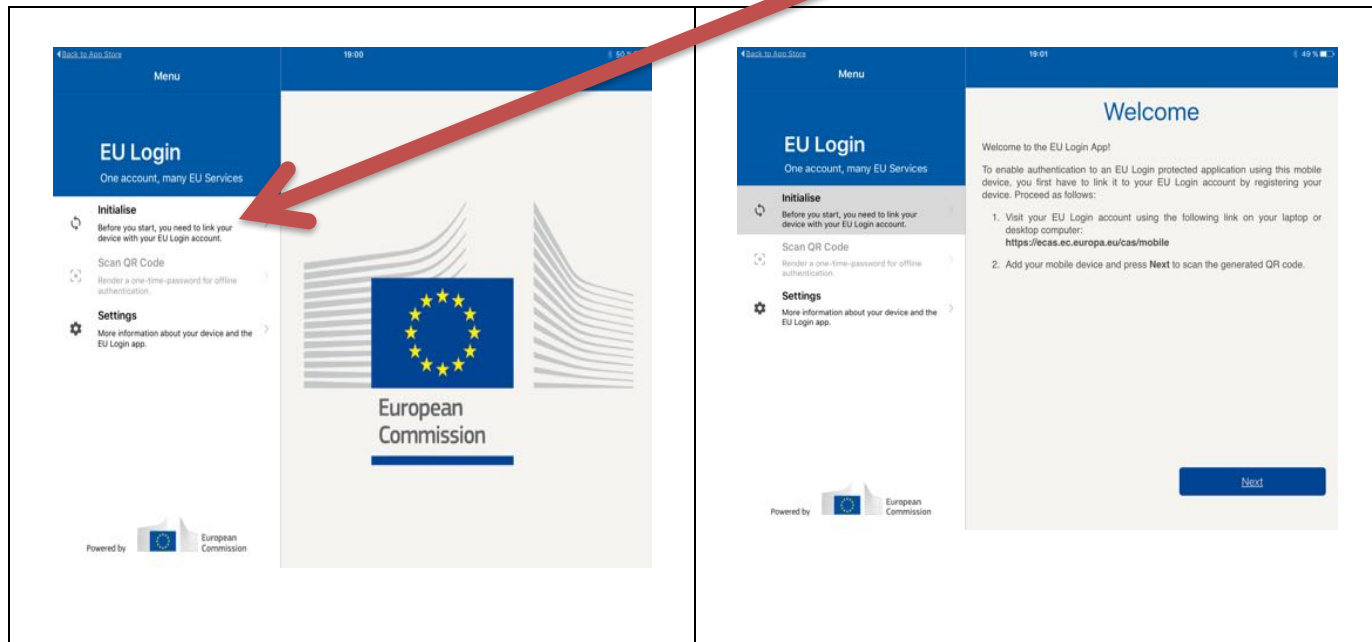 Back to App Store
19:00
Menu
EU Login
One account, many EU Services
Initialise
Before you start, you need to link your
device with your EU Login account.
Scan QR Code
Render a one-time-password for offline
authentication.
Settings
More information about your device and the
EU Login app.
European
Commission
Powered by
European
Commission
Back to App Store
19:01
49 %
Menu
EU Login
One account, many EU Services
Initialise
Before you start, you need to link your
device with your EU Login account.
Scan QR Code
Render a one-time-password for offline
authentication.
Settings
More information about your device and the
EU Login app.
Powered by
European
Commission
Welcome
Welcome to the EU Login App!
To enable authentication to an EU Login protected application using this mobile
device, you first have to link it to your EU Login account by registering your
device. Proceed as follows:
1. Visit your EU Login account using the following link on your laptop or
desktop computer:
https://ecas.ec.europa.eu/cas/mobile
2. Add your mobile device and press Next to scan the generated QR code.
Next